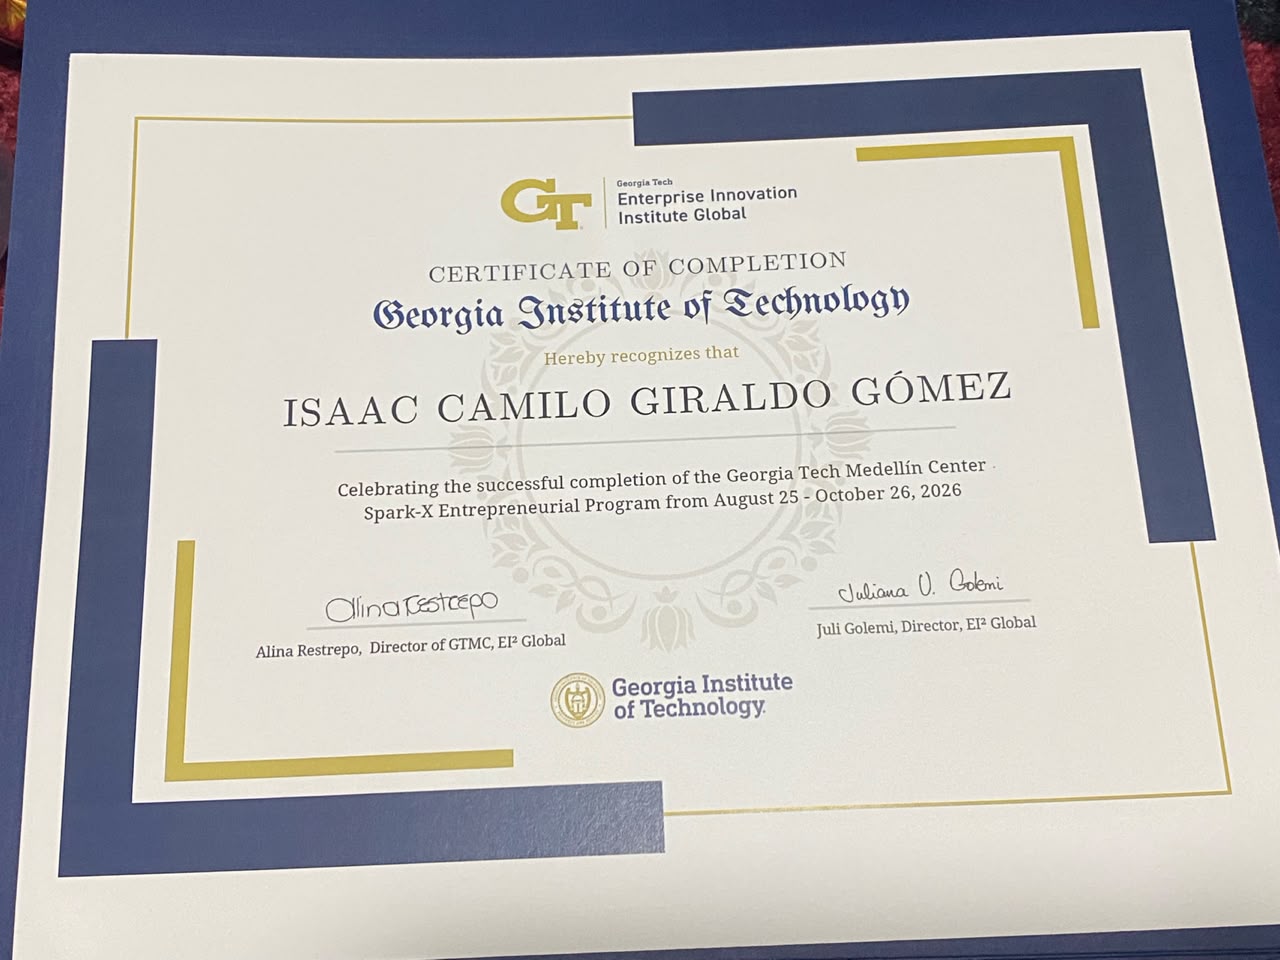 GT
Georgia Tech
Enterprise Innovation
Institute Global
CERTIFICATE OF COMPLETION
Georgia Institute of Technology
Hereby recognizes that
ISAAC CAMILO GIRALDO GÓMEZ
Celebrating the successful completion of the Georgia Tech Medellín Center
Spark-X Entrepreneurial Program from August 25 - October 26, 2026
Alina Restrepo
Alina Restrepo, Director of GTMC, EI² Global
Juliana V. Golemi
Juli Golemi, Director, EI² Global
Georgia Institute
of Technology